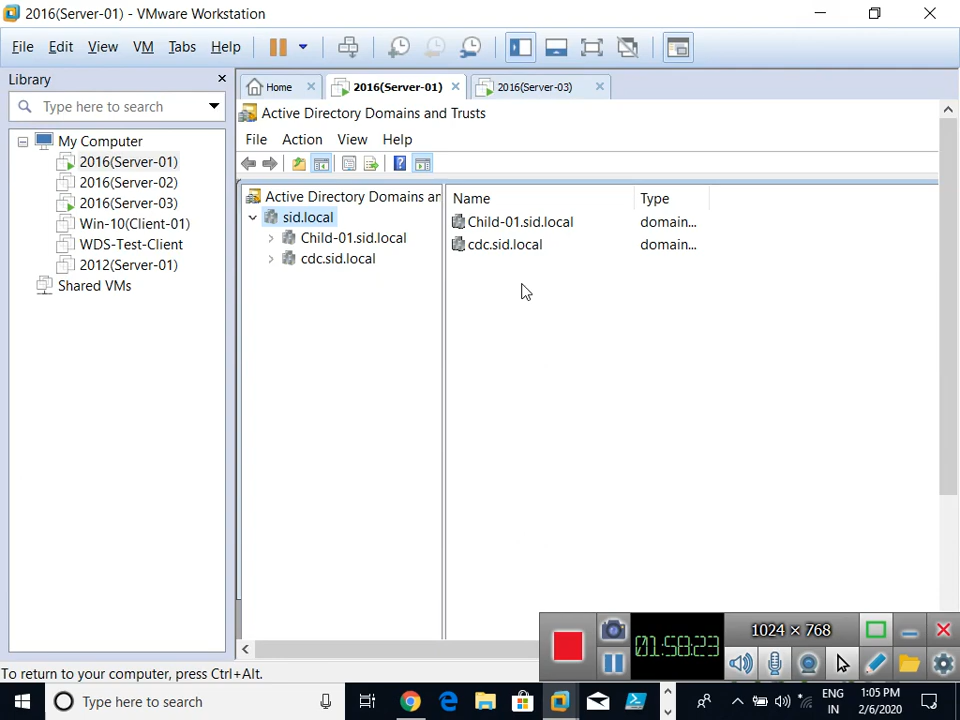 2016(Server-01) - VMware Workstation
File Edit View VM Tabs Help
Library
Type here to search
My Computer
2016(Server-01)
2016(Server-02)
2016(Server-03)
Win-10(Client-01)
WDS-Test-Client
2012(Server-01)
Shared VMs
Home 2016(Server-01) 2016(Server-03)
Active Directory Domains and Trusts
File Action View Help
Active Directory Domains ar
sid.local
Child-01.sid.local
cdc.sid.local
Name Type
Child-01.sid.local domain...
cdc.sid.local domain...
01:58:23
1024 × 768
To return to your computer, press Ctrl+Alt.
Type here to search
ENG
IN
1:05 PM
2/6/2020